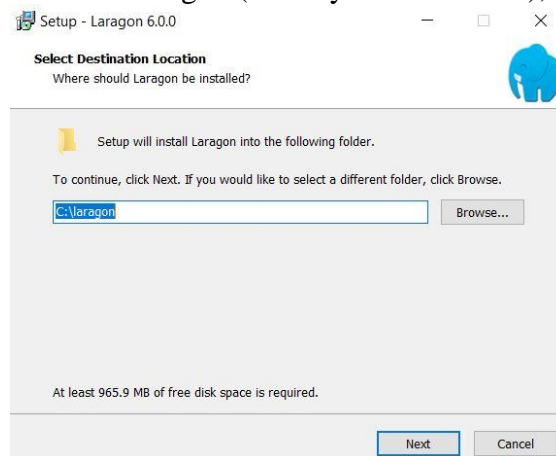 Setup - Laragon 6.0.0
Select Destination Location
Where should Laragon be installed?
Setup will install Laragon into the following folder.
To continue, click Next. If you would like to select a different folder, click Browse.
C:\laragon
Browse...
At least 965.9 MB of free disk space is required.
Next
Cancel